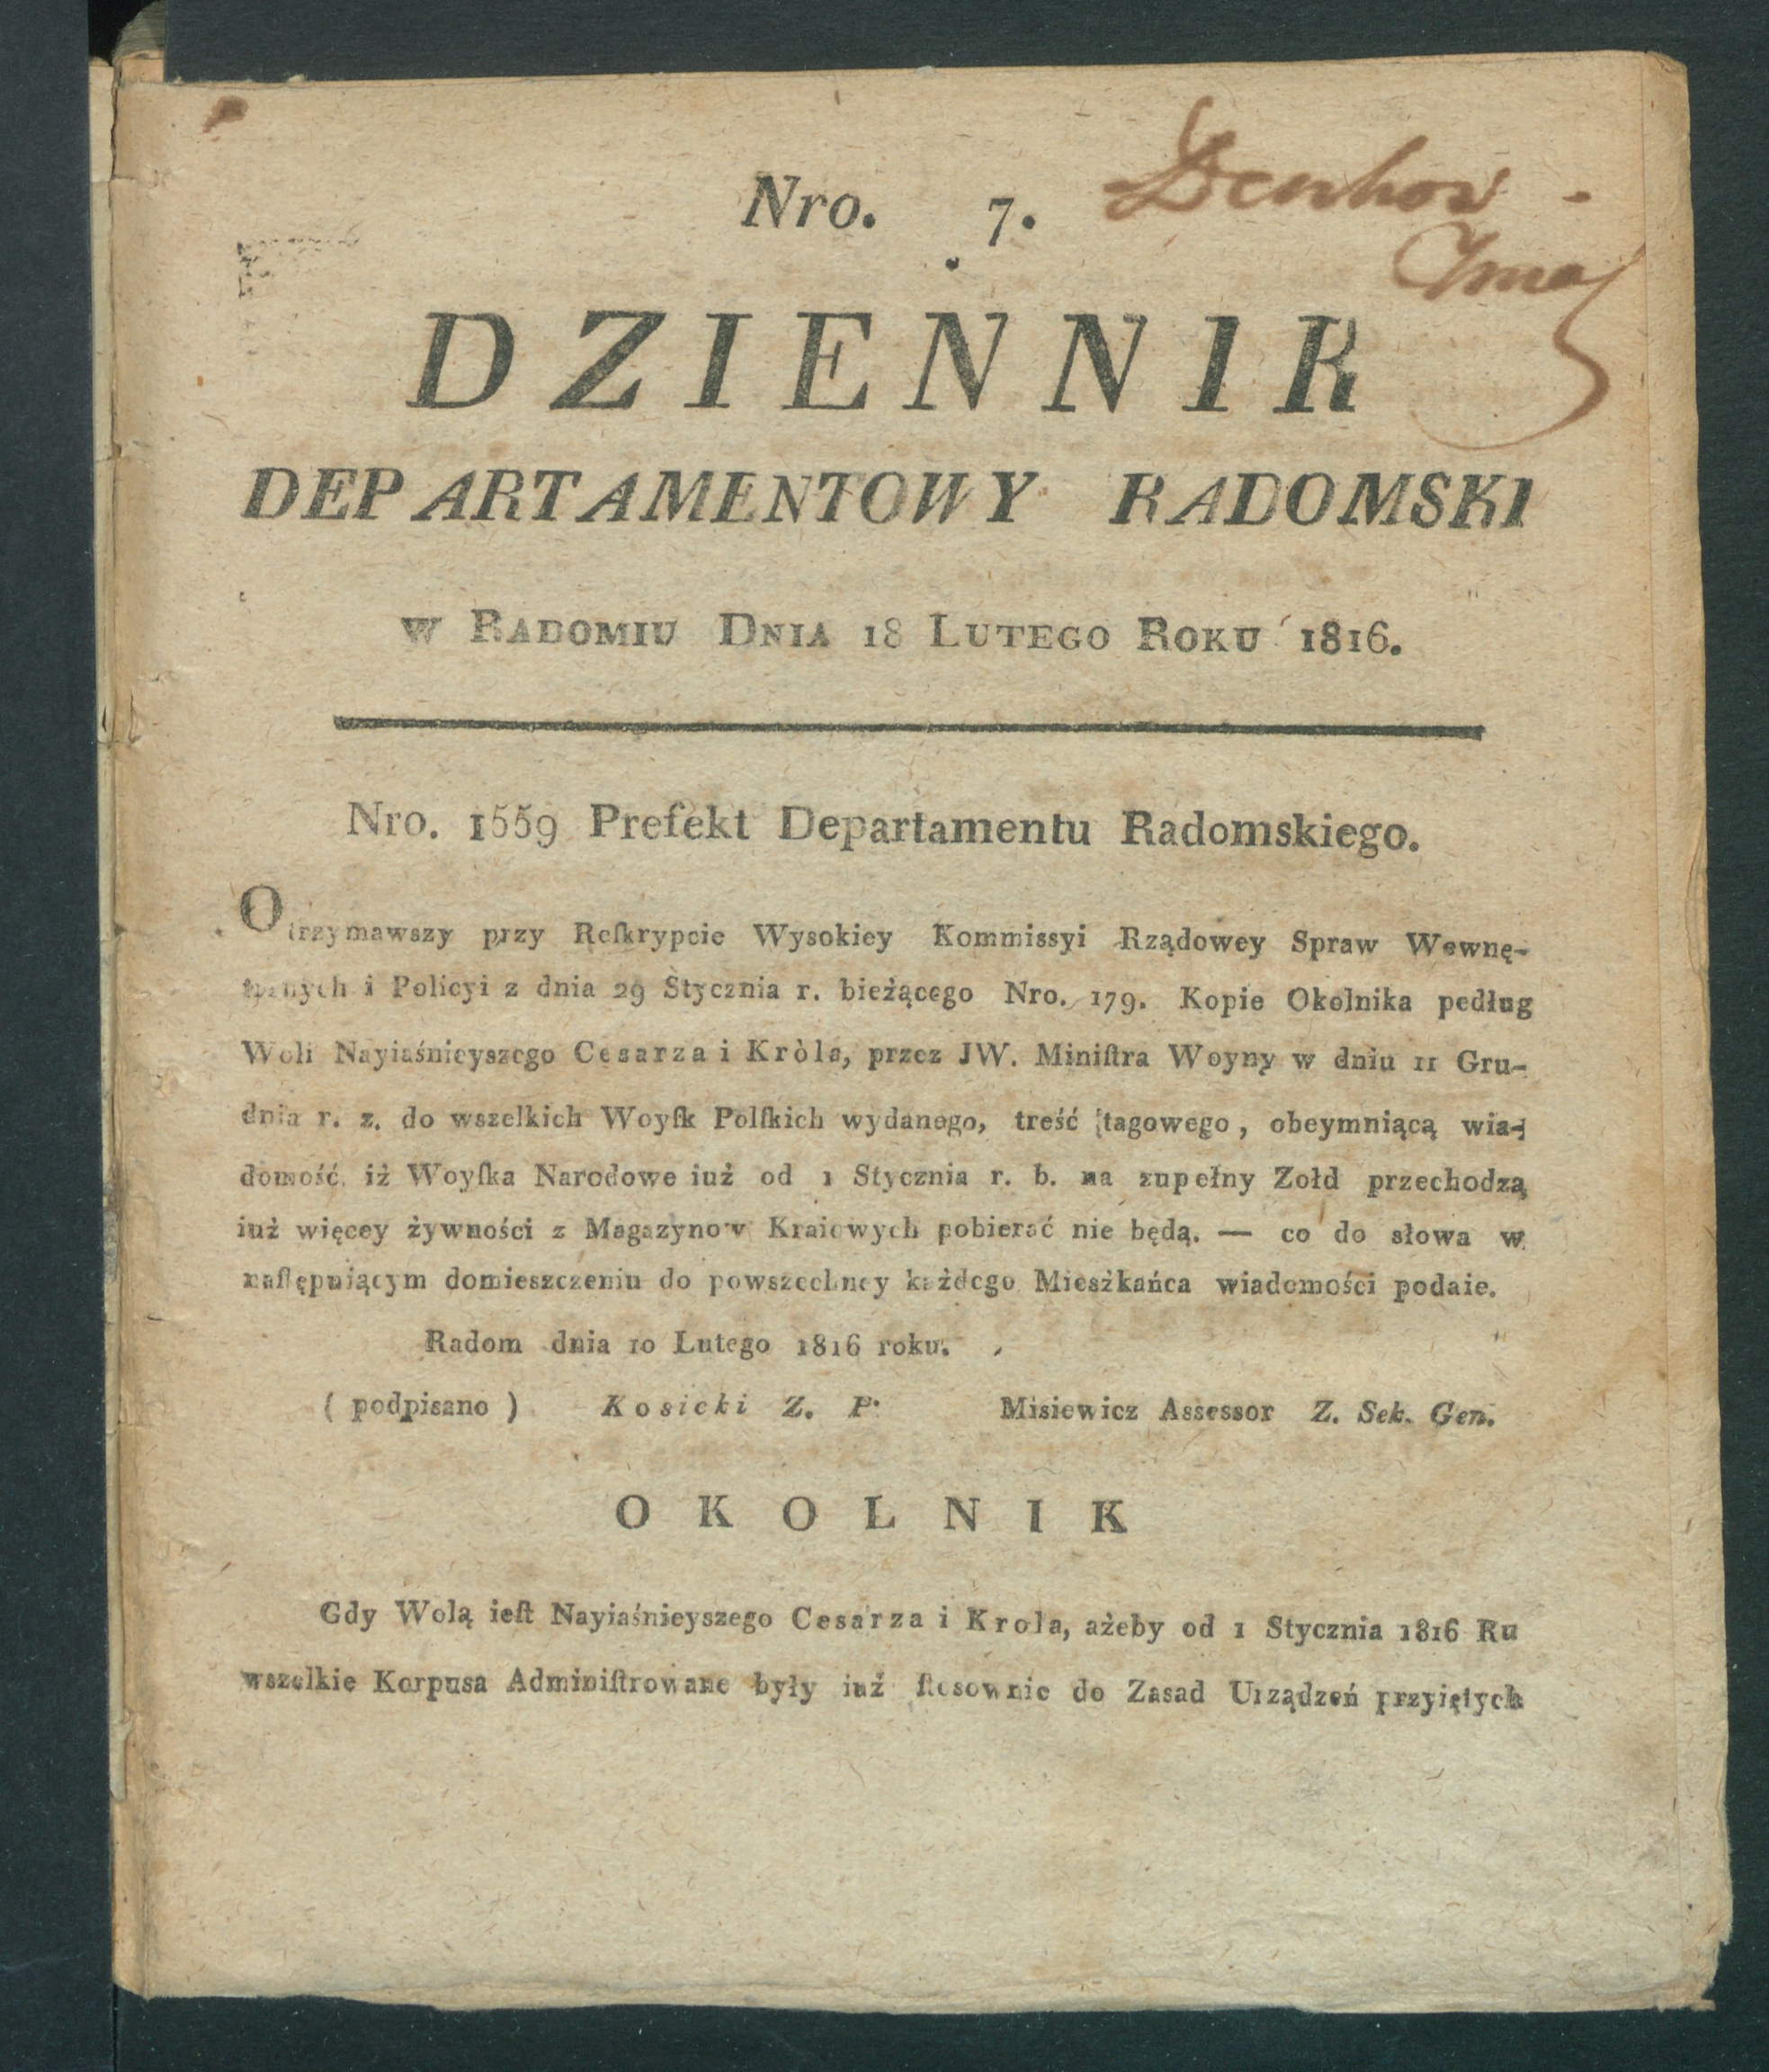 Nro. 7.
DZIENNIK
DEPARTAMENTOWY RADOMSKI
w Radomiu Dnia 18 Lutego Roku 1816.
Nro. 1559 Prefekt Departamentu Radomskiego.
Otrzymawszy przy Reſkrypcie Wysokiey Kommissyi Rządowey Spraw Wewnę-
trznych i Policyi z dnia 29 Stycznia r. bieżącego Nro. 179. Kopie Okolnika pedług
Woli Nayiaśnieyszego Cesarza i Kròla, przez JW. Miniſtra Woyny w dniu 11 Gru-
dnia r. z. do wszelkich Woyſk Polſkich wydanego, treść tagowego, obeymniącą wia-
domość iż Woyſka Narodowe iuż od 1 Stycznia r. b. na zupełny Zołd przechodzą
iuż więcey żywności z Magazynow Kraiowych pobierać nie będą. — co do słowa w
naſtępuiącym domieszczeniu do powszechney każdego Mieszkańca wiadomości podaie.
Radom dnia 10 Lutego 1816 roku.
( podpisano ) Kosicki Z. P. Misiewicz Assessor Z. Sek. Gen.
OKOLNIK
Gdy Wolą ieſt Nayiaśnieyszego Cesarza i Krola, ażeby od 1 Stycznia 1816 Ru
wszelkie Korpusa Adminiſtrowane były iuż ſtosownie do Zasad Urządzeń przyiętych